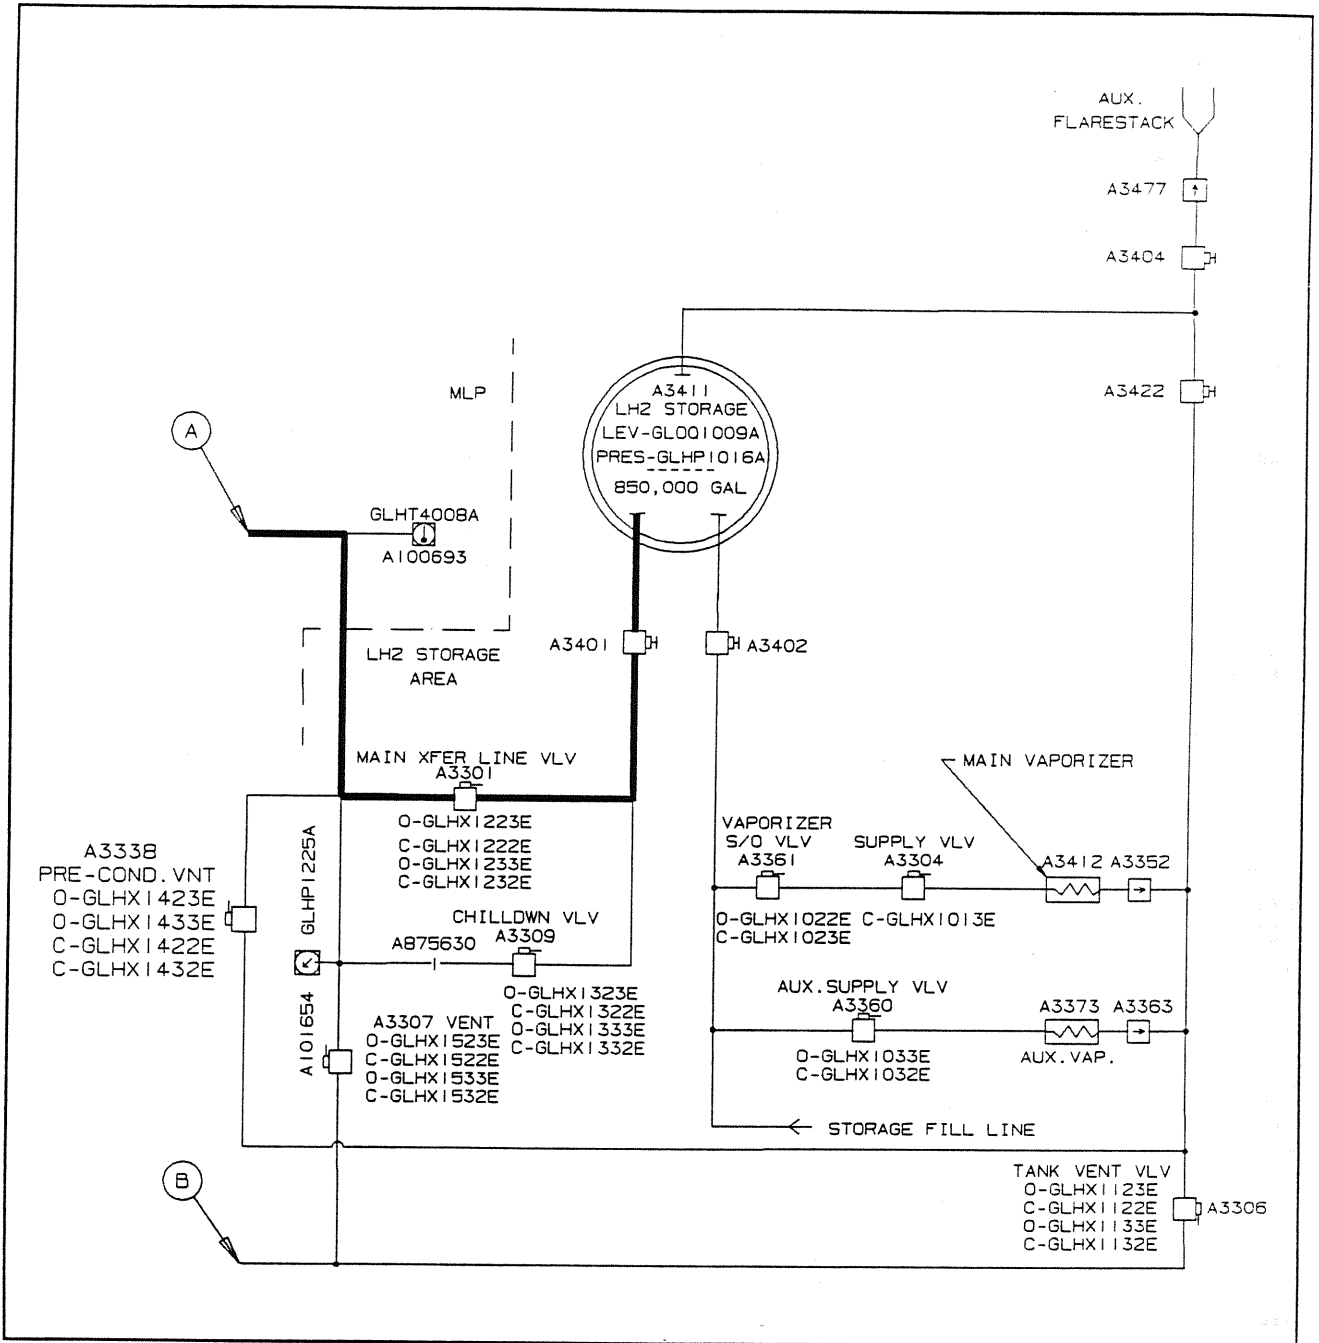 AUX.
FLARESTACK
A3477
A3404
A3422
MLP
A
A3411
LH2 STORAGE
LEV-GLOQ1009A
PRES-GLHP1016A
------
850,000 GAL
GLHT4008A
A100693
A3401
A3402
LH2 STORAGE
AREA
MAIN XFER LINE VLV
A3301
O-GLHX1223E
C-GLHX1222E
O-GLHX1233E
C-GLHX1232E
MAIN VAPORIZER
VAPORIZER
S/O VLV
A3361
O-GLHX1022E
C-GLHX1023E
SUPPLY VLV
A3304
C-GLHX1013E
A3412
A3352
A3338
PRE-COND.VNT
O-GLHX1423E
O-GLHX1433E
C-GLHX1422E
C-GLHX1432E
GLHP1225A
A101654
A875630
CHILLDWN VLV
A3309
O-GLHX1323E
C-GLHX1322E
O-GLHX1333E
C-GLHX1332E
A3307 VENT
O-GLHX1523E
C-GLHX1522E
O-GLHX1533E
C-GLHX1532E
AUX.SUPPLY VLV
A3360
O-GLHX1033E
C-GLHX1032E
A3373
A3363
AUX.VAP.
STORAGE FILL LINE
B
TANK VENT VLV
O-GLHX1123E
C-GLHX1122E
O-GLHX1133E
C-GLHX1132E
A3306